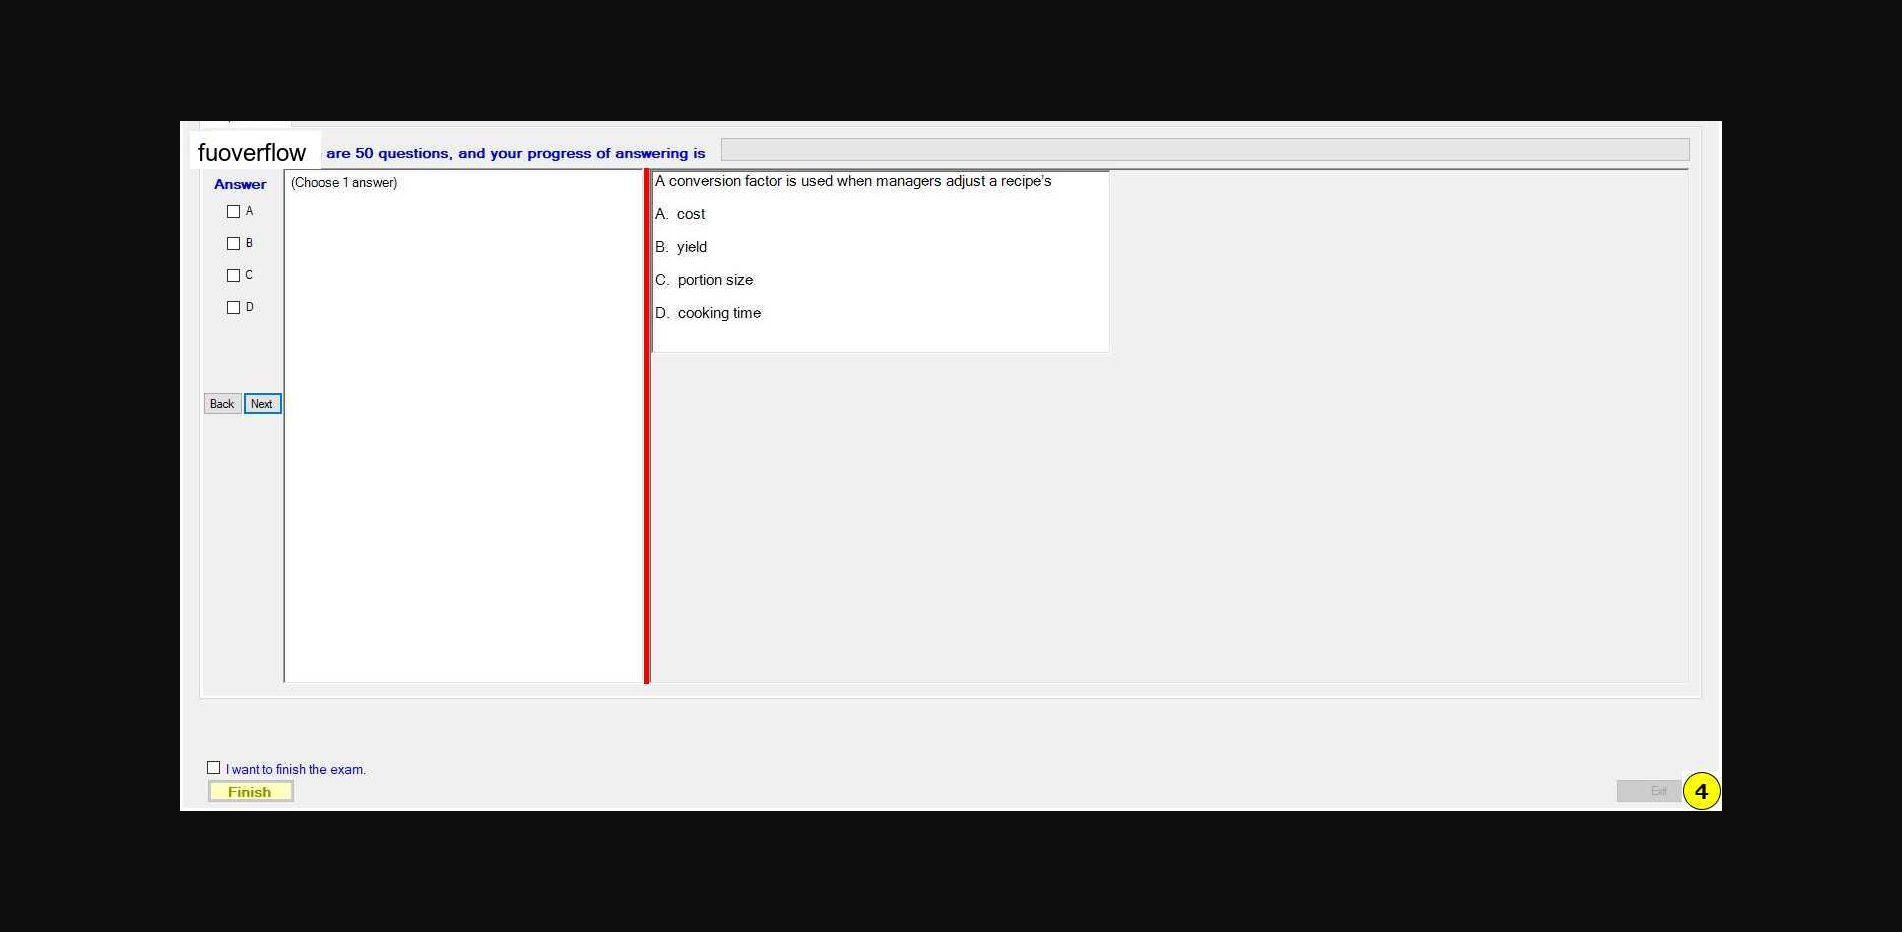 fuoverflow are 50 questions, and your progress of answering is
Answer
(Choose 1 answer)
A
B
C
D
Back Next
A conversion factor is used when managers adjust a recipe's
A. cost
B. yield
C. portion size
D. cooking time
I want to finish the exam.
Finish
Exit
4